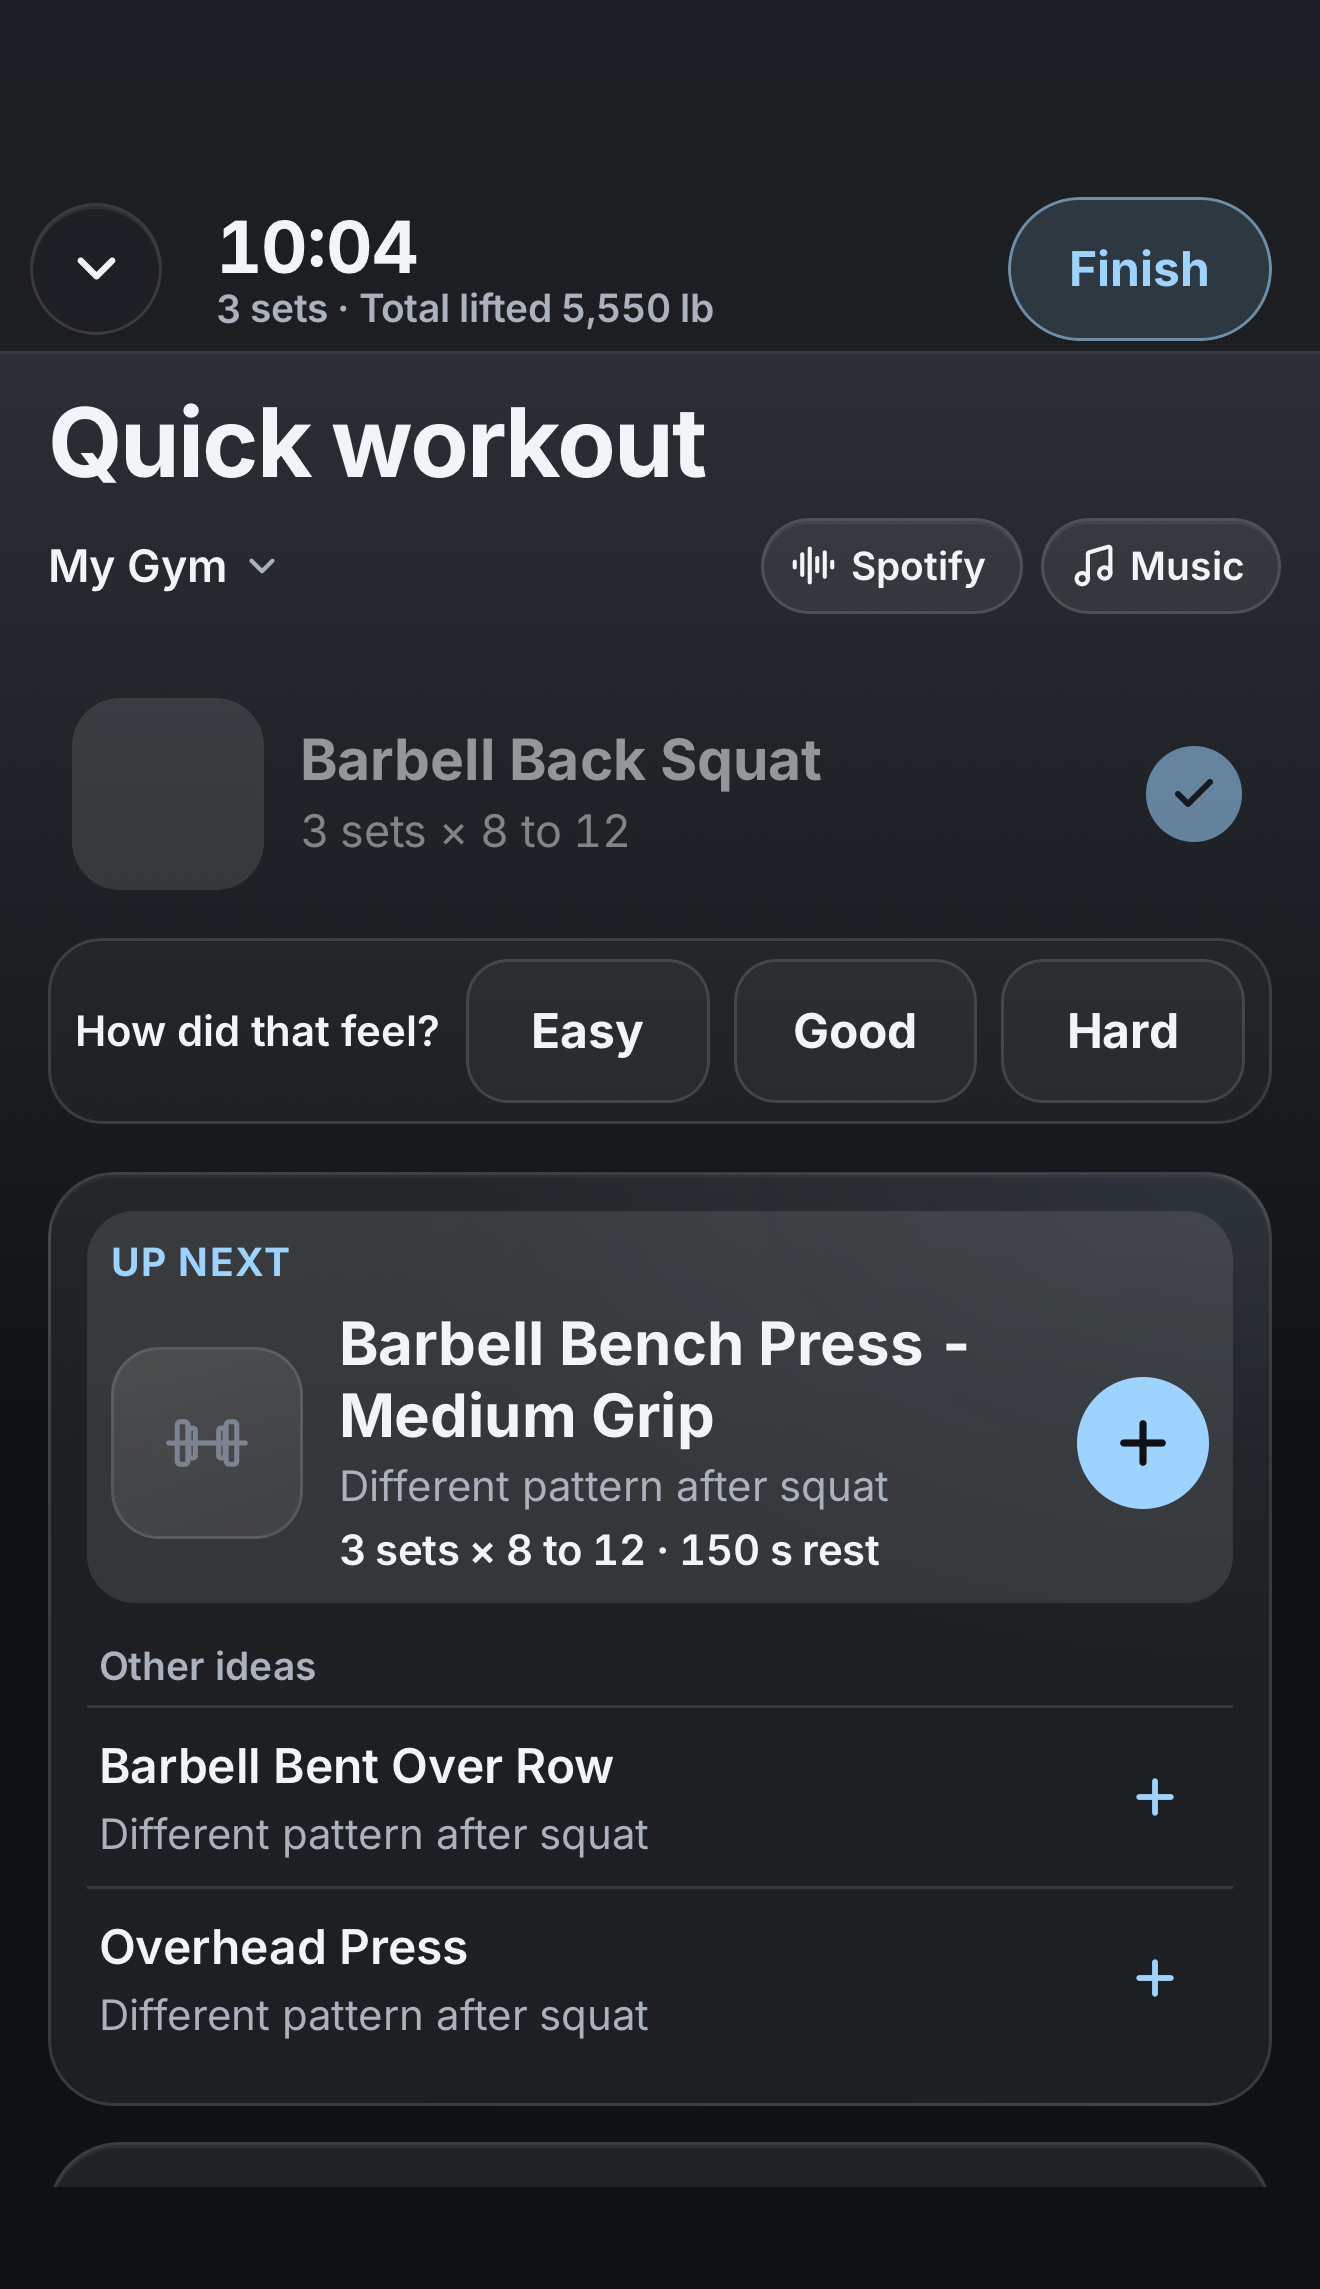 10:04
3 sets · Total lifted 5,550 lb
Finish
Quick workout
My Gym
Spotify
Music
Barbell Back Squat
3 sets × 8 to 12
How did that feel?
Easy
Good
Hard
UP NEXT
Barbell Bench Press -
Medium Grip
Different pattern after squat
3 sets × 8 to 12 · 150 s rest
Other ideas
Barbell Bent Over Row
Different pattern after squat
Overhead Press
Different pattern after squat